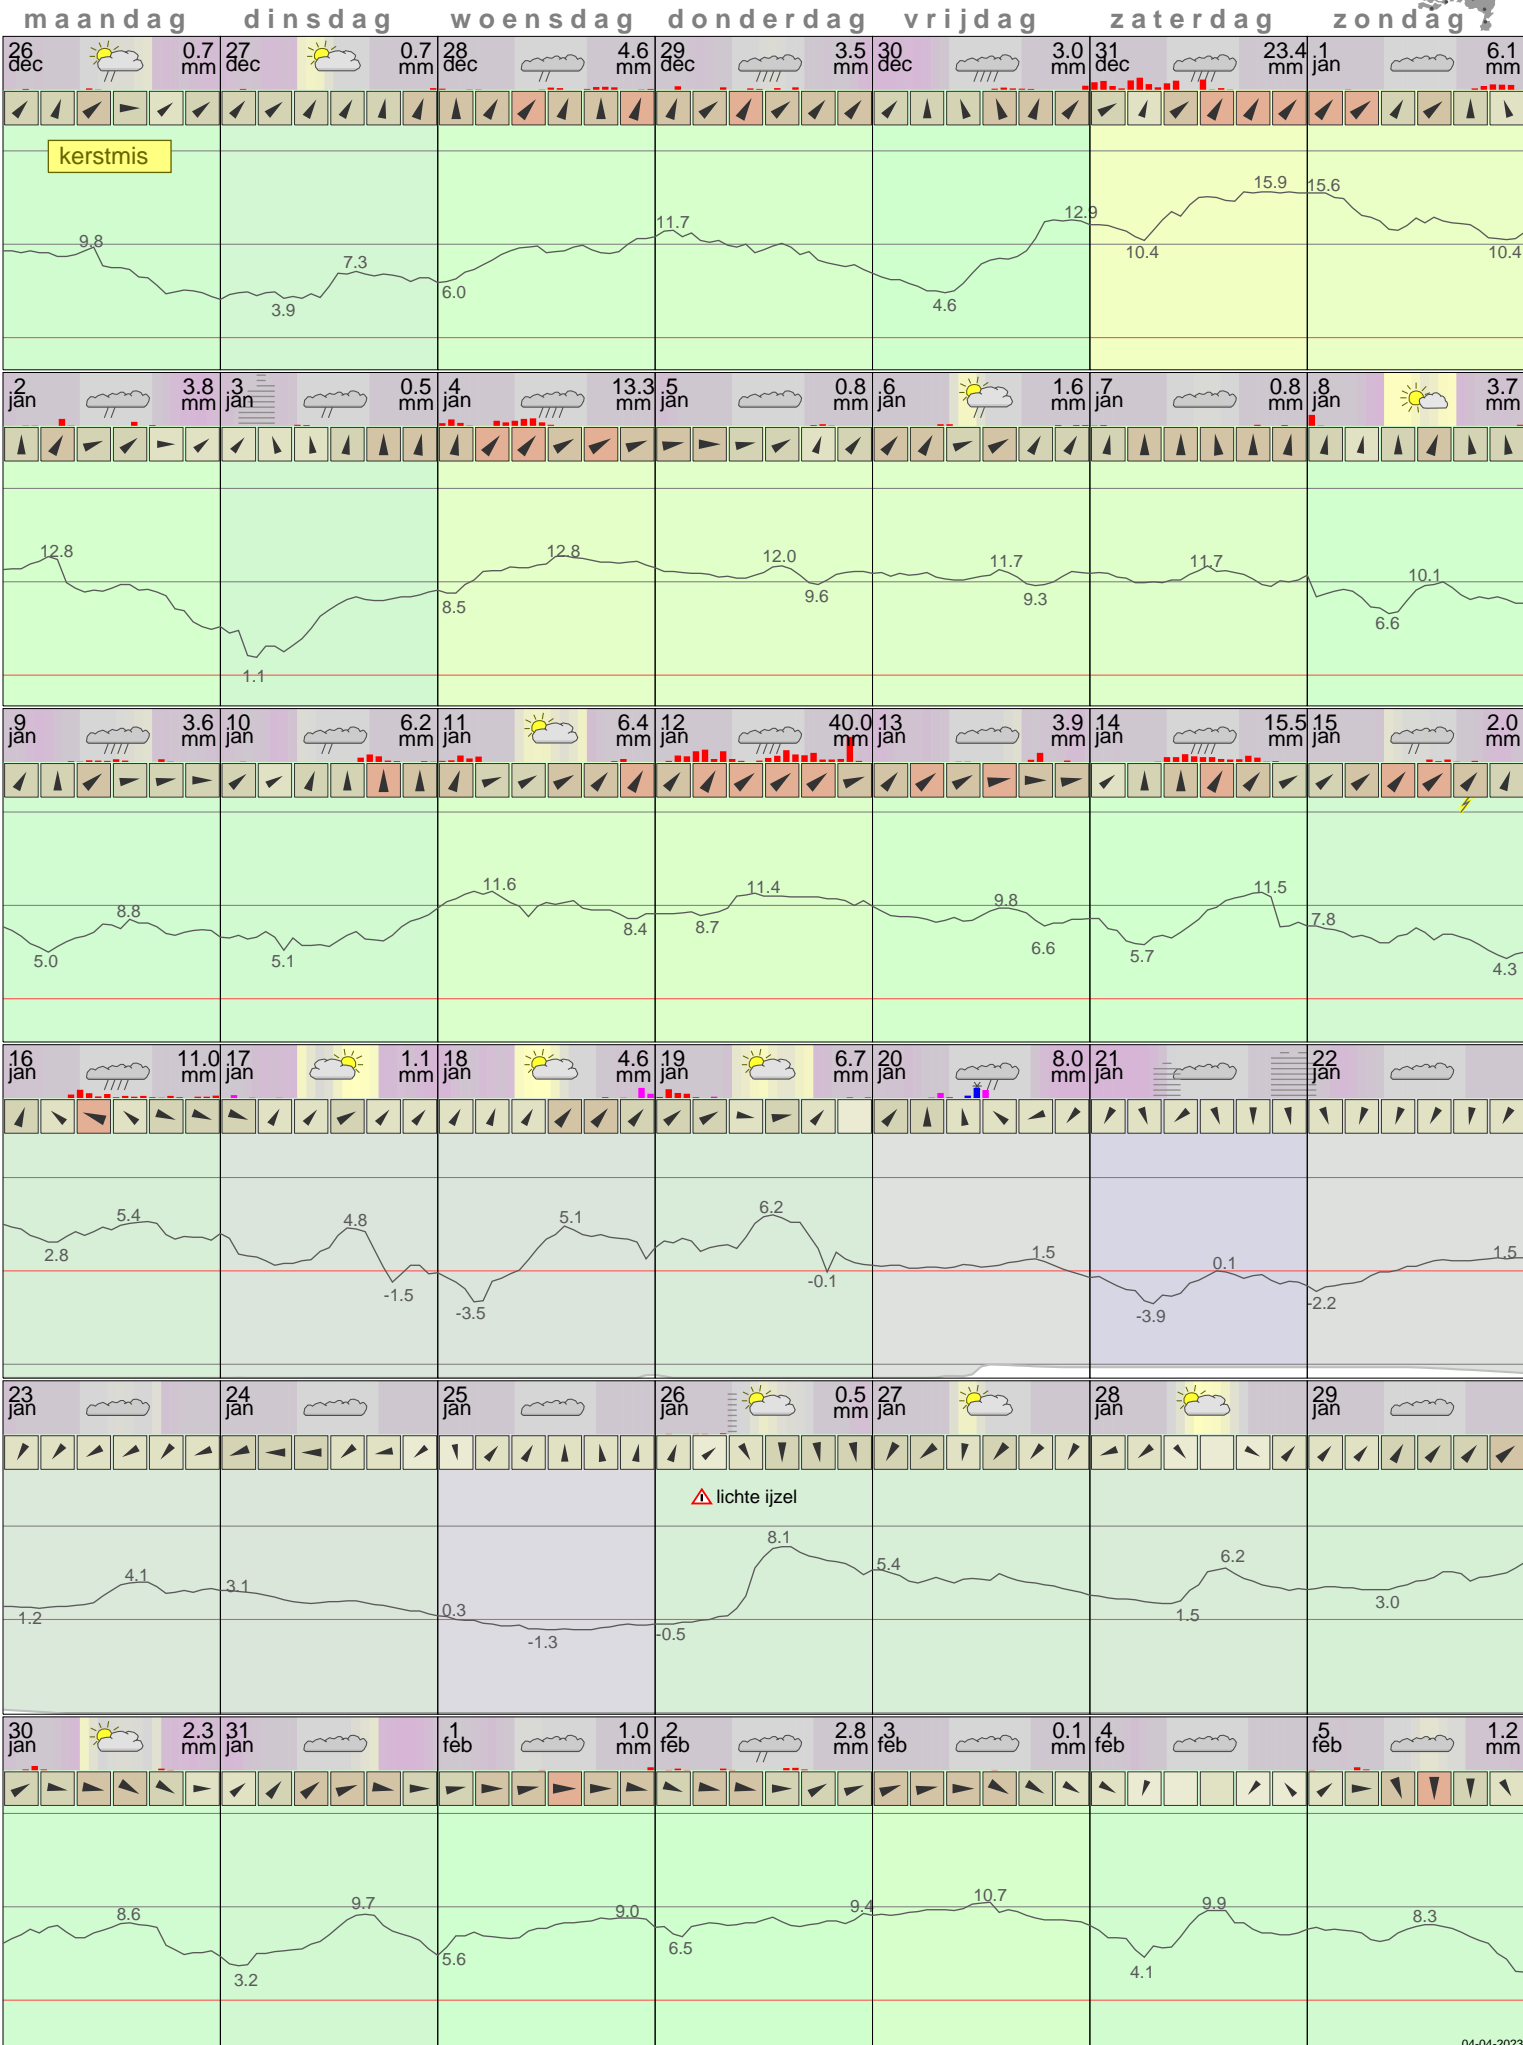 maandag dinsdag woensdag donderdag vrijdag zaterdag zondag
26 0.7 27 0.7 28 4.6 29 3.5 30 3.0 31 23.4 1 6.1
dec mm dec mm dec mm dec mm dec mm dec mm jan mm
kerstmis
9.8 3.9 7.3 6.0 11.7 4.6 12.9 10.4 15.9 15.6 10.4
2 3.8 3 0.5 4 13.3 5 0.8 6 1.6 7 0.8 8 3.7
jan mm jan mm jan mm jan mm jan mm jan mm jan mm
12.8 1.1 8.5 12.8 12.0 9.6 11.7 9.3 11.7 6.6 10.1
9 3.6 10 6.2 11 6.4 12 40.0 13 3.9 14 15.5 15 2.0
jan mm jan mm jan mm jan mm jan mm jan mm jan mm
5.0 8.8 5.1 11.6 8.4 8.7 11.4 9.8 6.6 5.7 11.5 7.8 4.3
16 11.0 17 1.1 18 4.6 19 6.7 20 8.0 21 22
jan mm jan mm jan mm jan mm jan mm jan jan
2.8 5.4 4.8 -1.5 -3.5 5.1 6.2 -0.1 1.5 -3.9 0.1 -2.2 1.5
23 24 25 26 0.5 27 28 29
jan jan jan jan mm jan jan jan
lichte ijzel
1.2 4.1 3.1 0.3 -1.3 -0.5 8.1 5.4 1.5 6.2 3.0
30 2.3 31 1 1.0 2 2.8 3 0.1 4 5 1.2
jan mm jan feb mm feb mm feb mm feb feb mm
8.6 3.2 9.7 5.6 9.0 6.5 9.4 10.7 4.1 9.9 8.3
04-04-2023